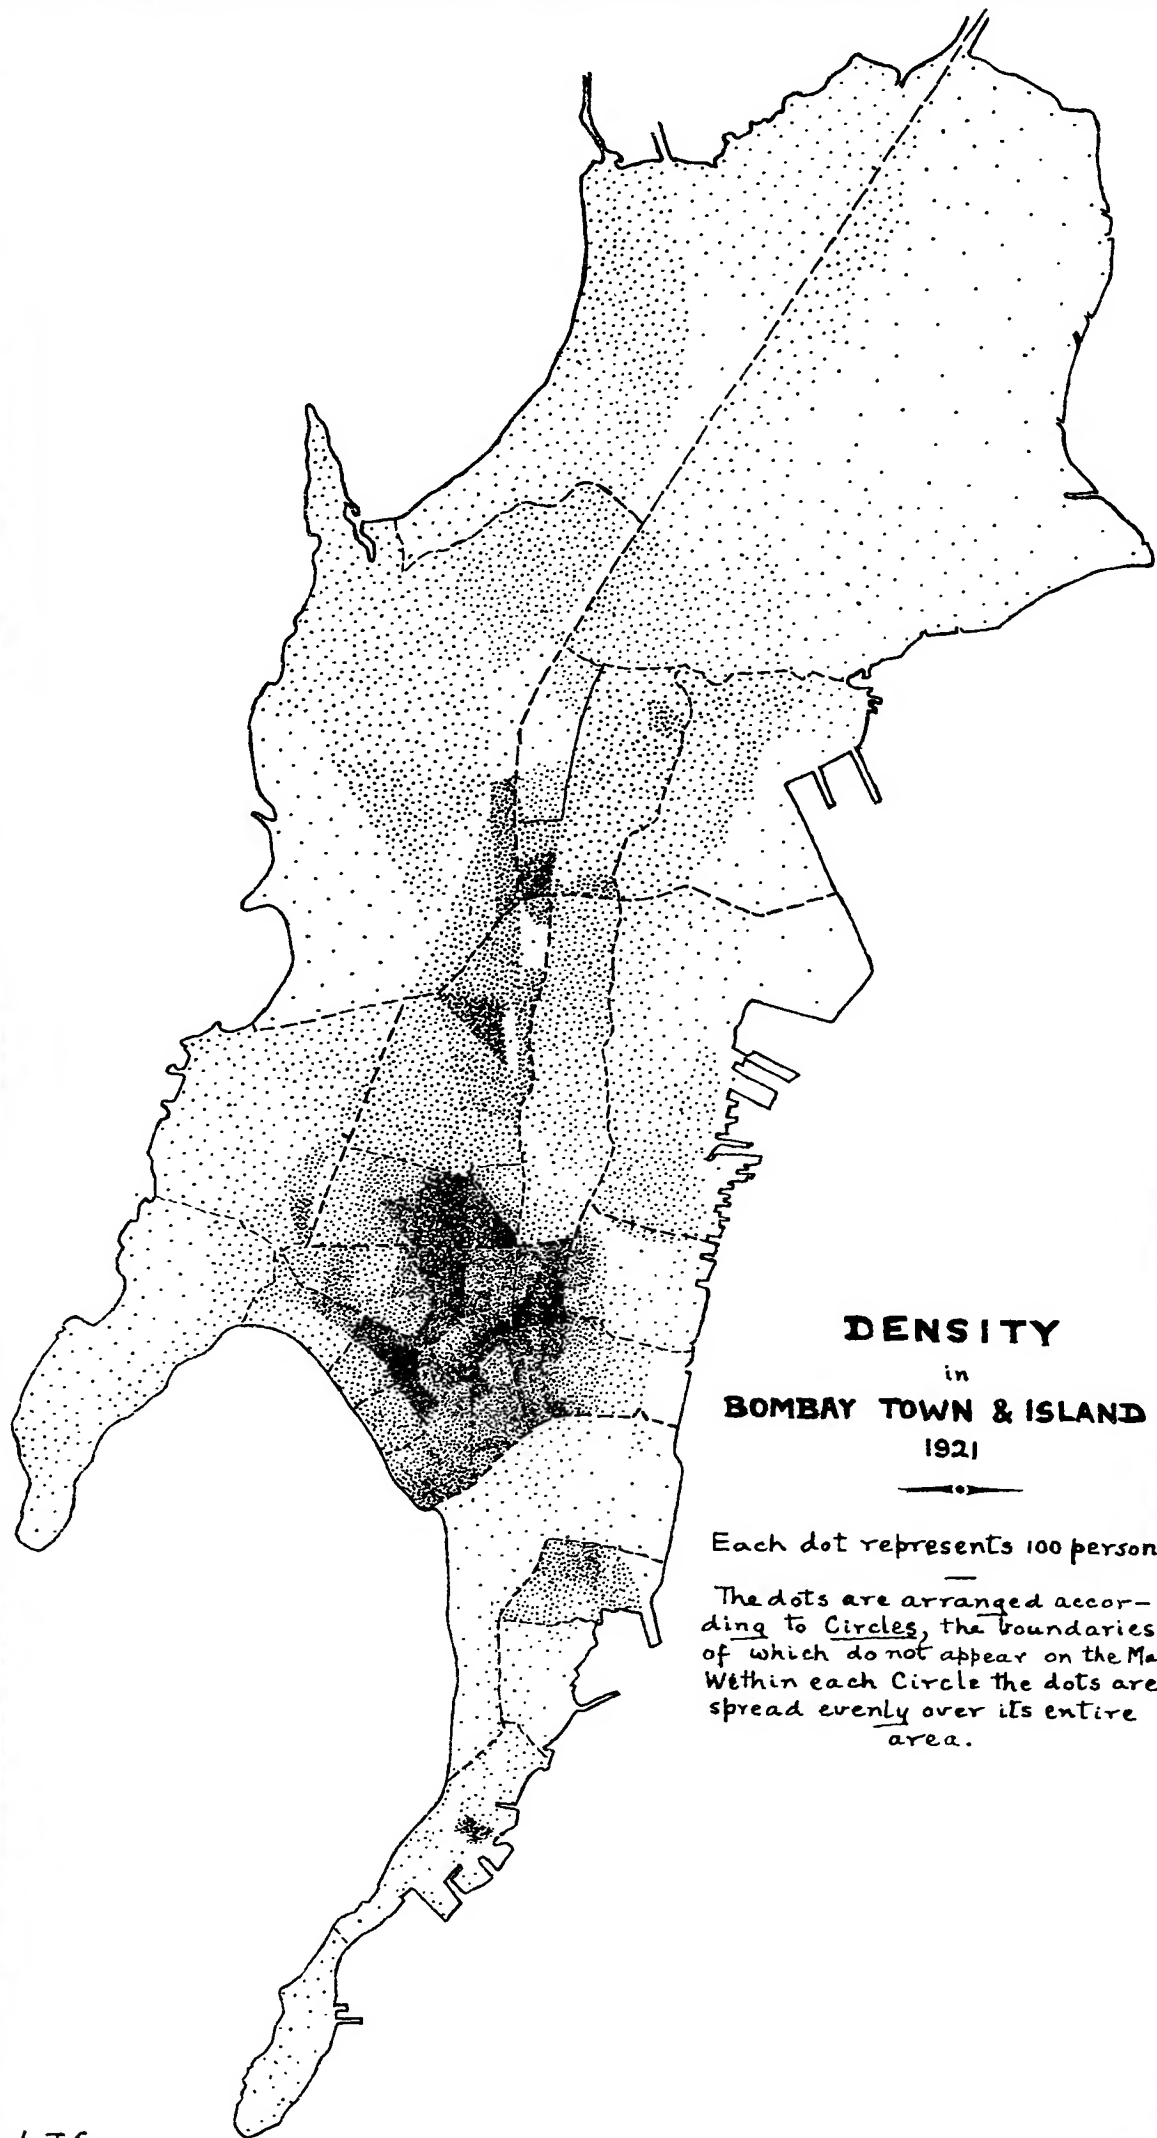 DENSITY
in
BOMBAY TOWN & ISLAND
1921
Each dot represents 100 person
The dots are arranged accor-
ding to Circles, the boundaries
of which do not appear on the Ma
Within each Circle the dots are
spread evenly over its entire
area.